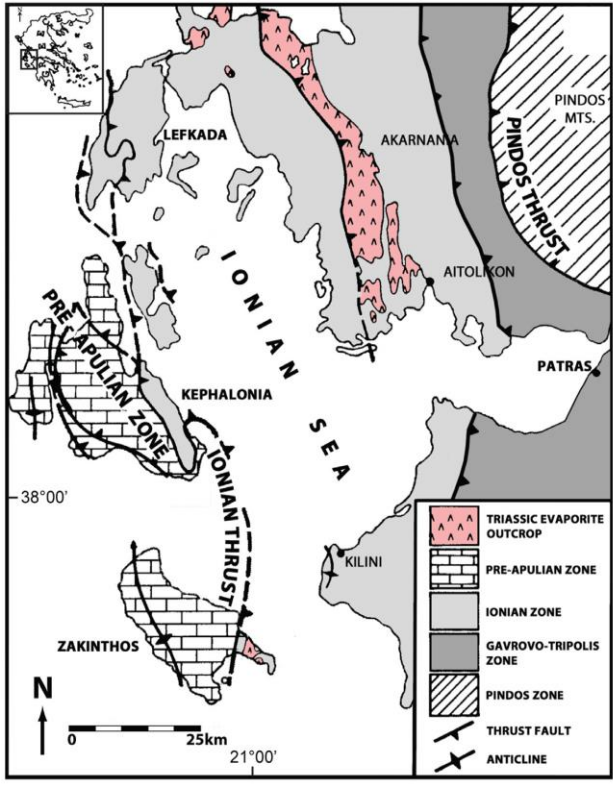 LEFKADA
AKARNANIA
PINDOS
MTS.
PINDOS THRUST
AITOLIKON
IONIAN SEA
PRE-APULIAN ZONE
PATRAS
KEPHALONIA
IONIAN THRUST
38°00'
KILINI
ZAKINTHOS
N
0 25km
21°00'
TRIASSIC EVAPORITE
OUTCROP
PRE-APULIAN ZONE
IONIAN ZONE
GAVROVO-TRIPOLIS
ZONE
PINDOS ZONE
THRUST FAULT
ANTICLINE